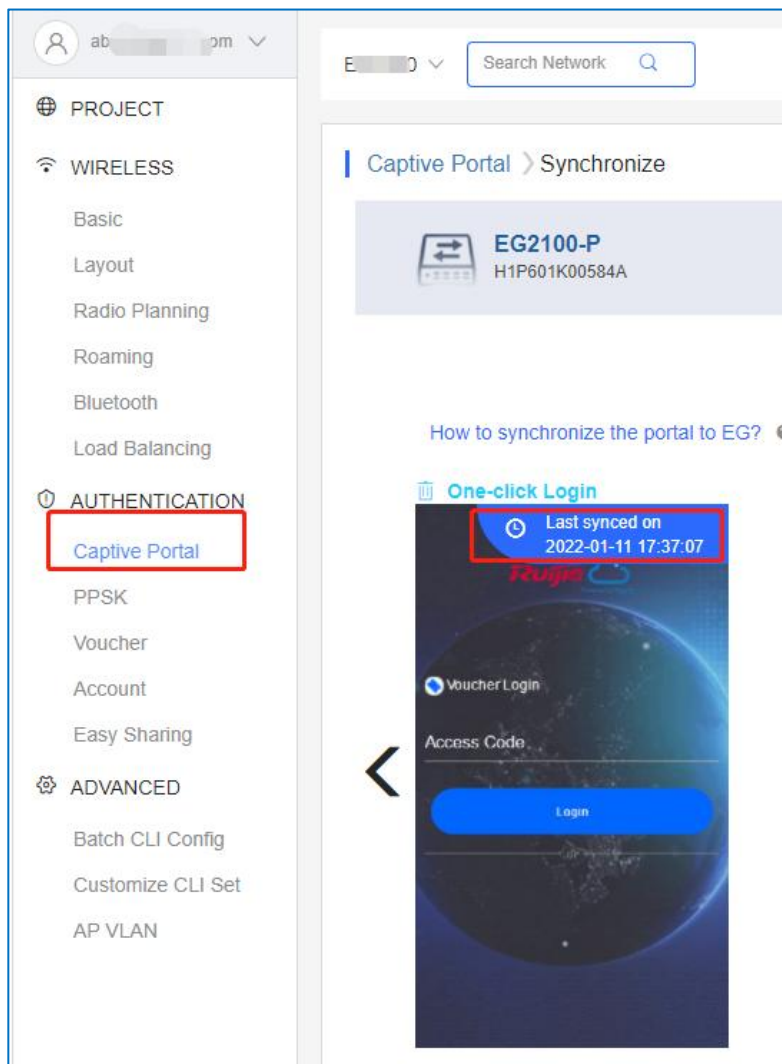 PROJECT
WIRELESS
Basic
Layout
Radio Planning
Roaming
Bluetooth
Load Balancing
AUTHENTICATION
Captive Portal
PPSK
Voucher
Account
Easy Sharing
ADVANCED
Batch CLI Config
Customize CLI Set
AP VLAN
Search Network
Captive Portal > Synchronize
EG2100-P
H1P601K00584A
How to synchronize the portal to EG?
One-click Login
Last synced on
2022-01-11 17:37:07
Ruijie
Voucher Login
Access Code
Login